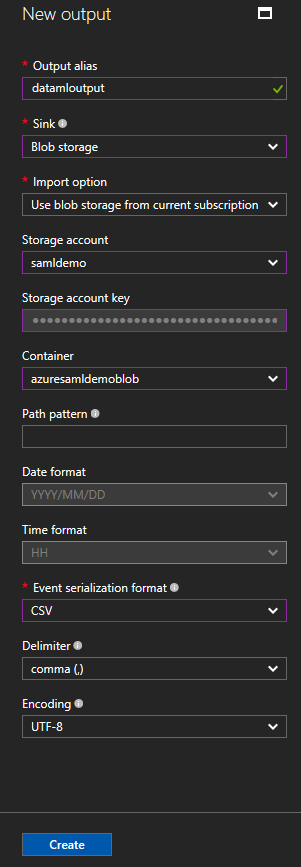 New output
* Output alias
datamloutput
* Sink
Blob storage
* Import option
Use blob storage from current subscription
Storage account
samldemo
Storage account key
Container
azuresamldemoblob
Path pattern
Date format
YYYY/MM/DD
Time format
HH
* Event serialization format
CSV
Delimiter
comma (,)
Encoding
UTF-8
Create